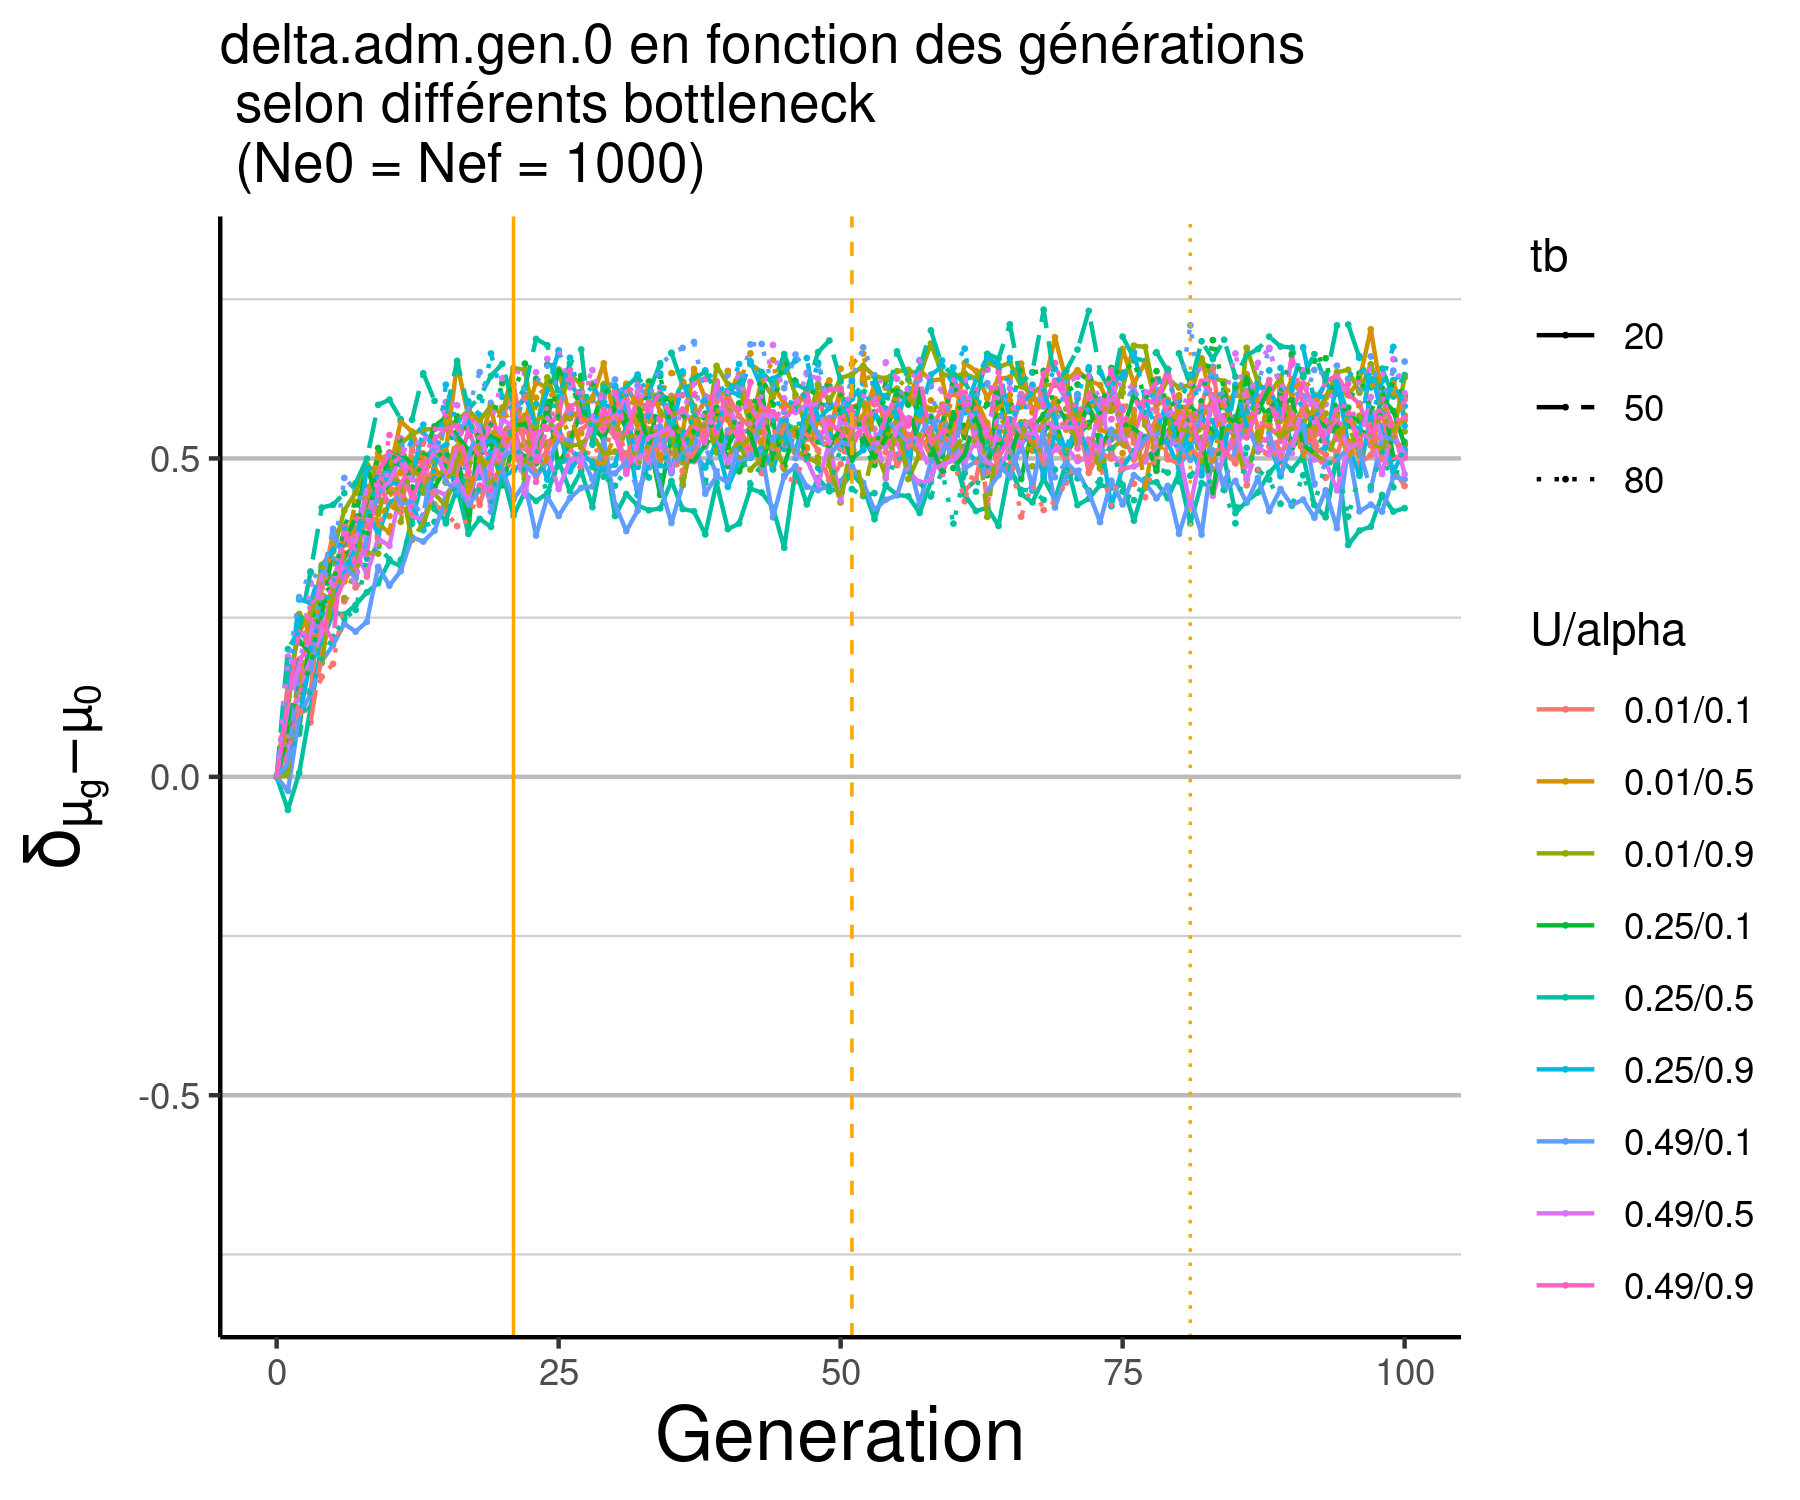 delta.adm.gen.0 en fonction des générations
selon différents bottleneck
(Ne0 = Nef = 1000)
δμg−μ0
0.5
0.0
-0.5
0
25
50
75
100
Generation
tb
20
50
80
U/alpha
0.01/0.1
0.01/0.5
0.01/0.9
0.25/0.1
0.25/0.5
0.25/0.9
0.49/0.1
0.49/0.5
0.49/0.9